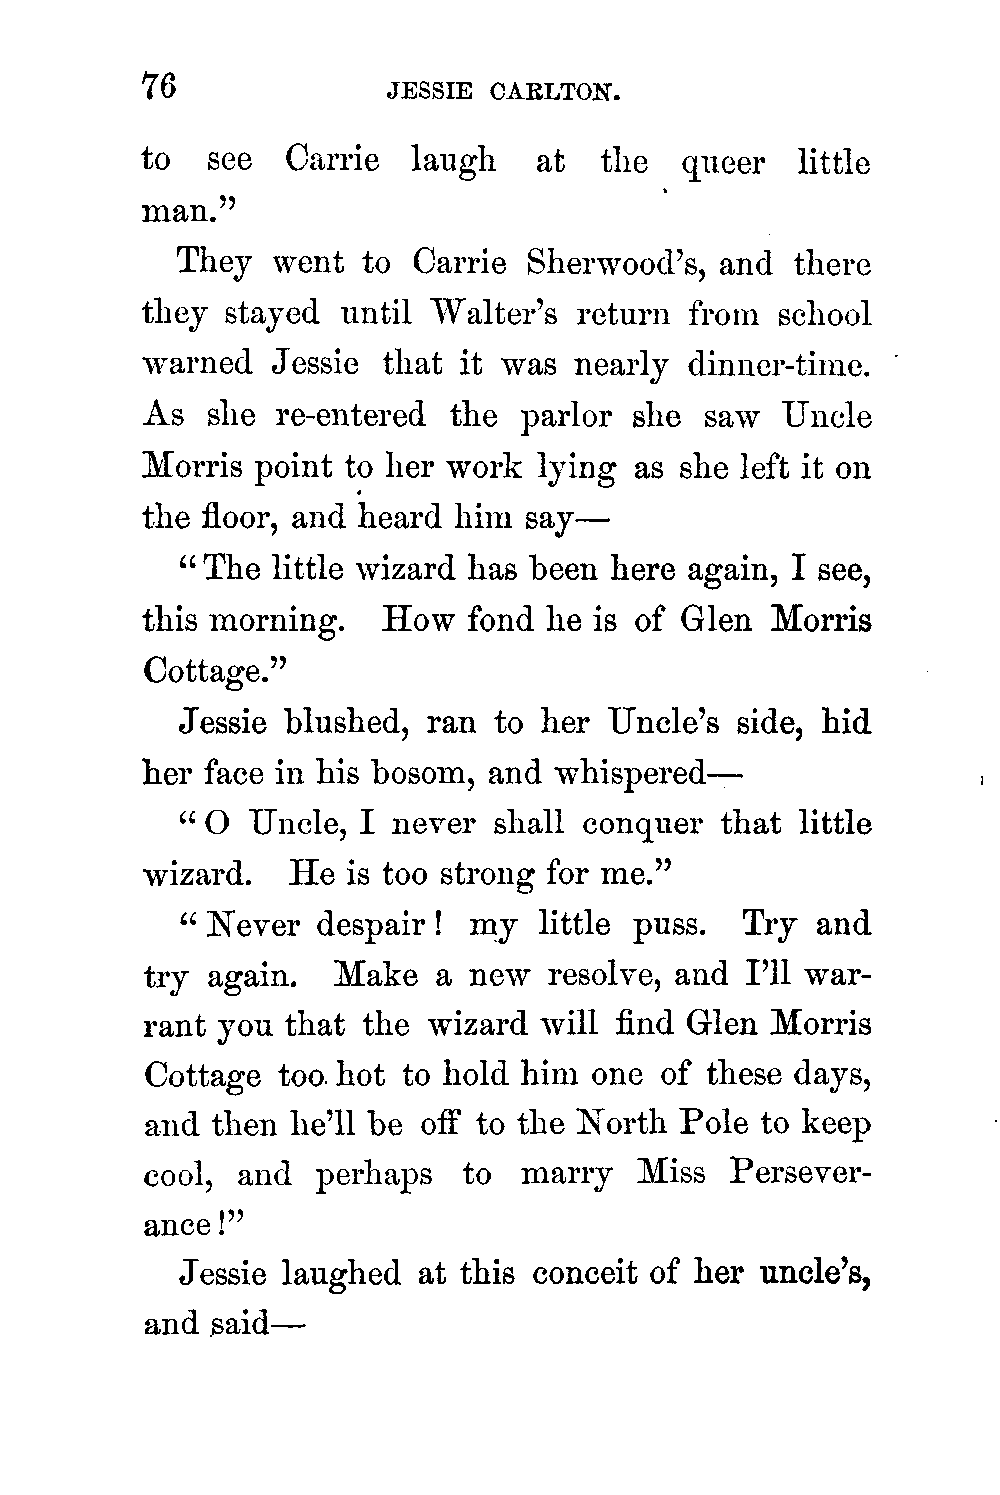 76 JESSIE CARLTON.
to see Carrie laugh at the queer little
man."
They went to Carrie Sherwood's, and there
they stayed until Walter's return from school
warned Jessie that it was nearly dinner-time.
As she re-entered the parlor she saw Uncle
Morris point to her work lying as she left it on
the floor, and heard him say—
"The little wizard has been here again, I see,
this morning. How fond he is of Glen Morris
Cottage."
Jessie blushed, ran to her Uncle's side, hid
her face in his bosom, and whispered—
"O Uncle, I never shall conquer that little
wizard. He is too strong for me."
"Never despair! my little puss. Try and
try again. Make a new resolve, and I'll war-
rant you that the wizard will find Glen Morris
Cottage too hot to hold him one of these days,
and then he'll be off to the North Pole to keep
cool, and perhaps to marry Miss Persever-
ance!"
Jessie laughed at this conceit of her uncle's,
and said—